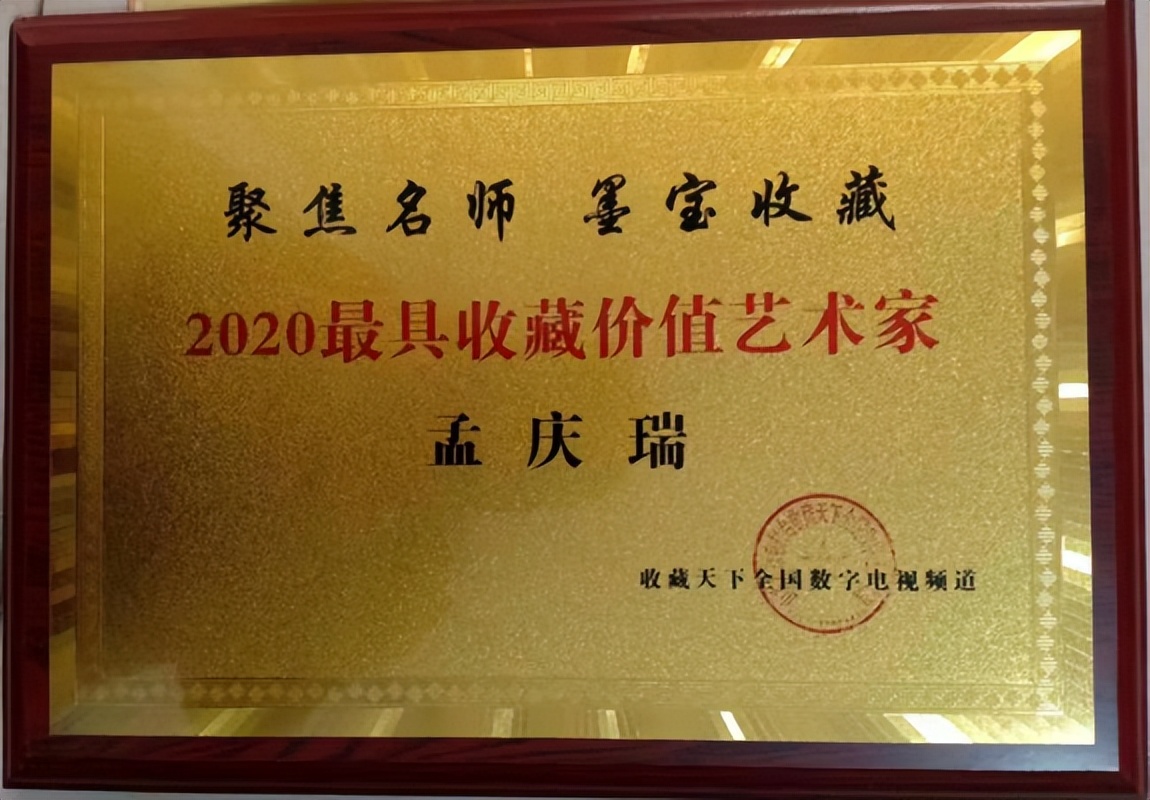 聚焦名师 墨宝收藏
2020最具收藏价值艺术家
孟庆瑞
收藏天下全国数字电视频道